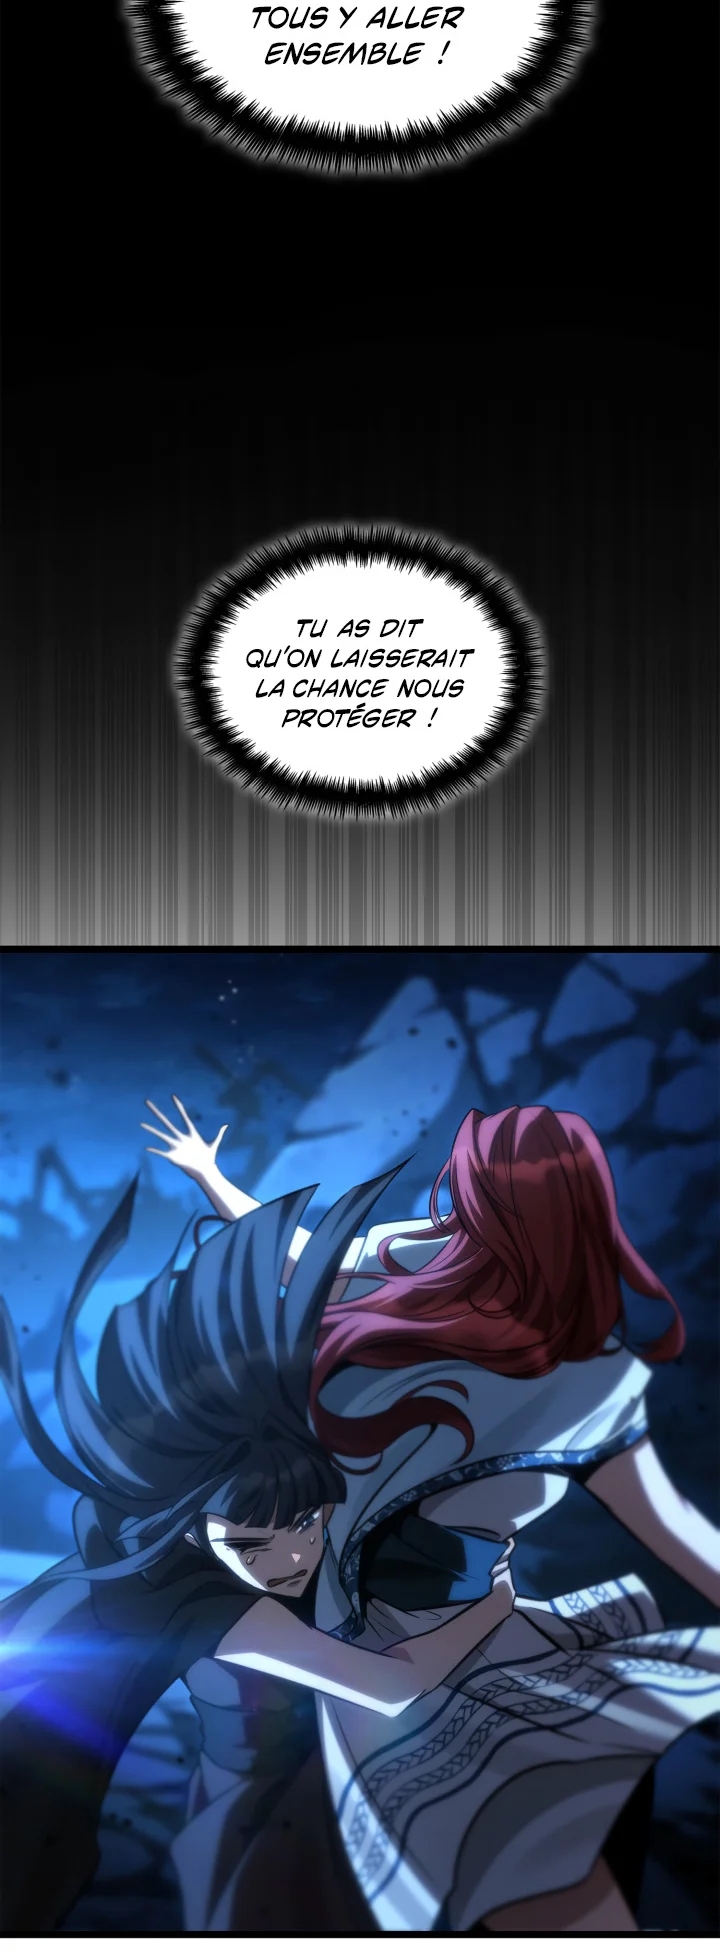 TOUS Y ALLER
ENSEMBLE !
TU AS DIT
QU'ON LAISSERAIT
LA CHANCE NOUS
PROTÉGER !